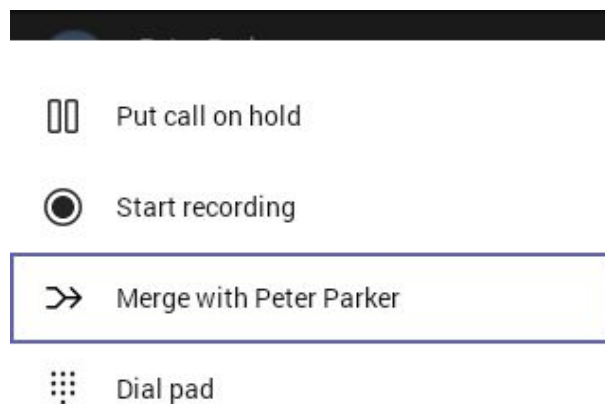 Put call on hold
Start recording
Merge with Peter Parker
Dial pad